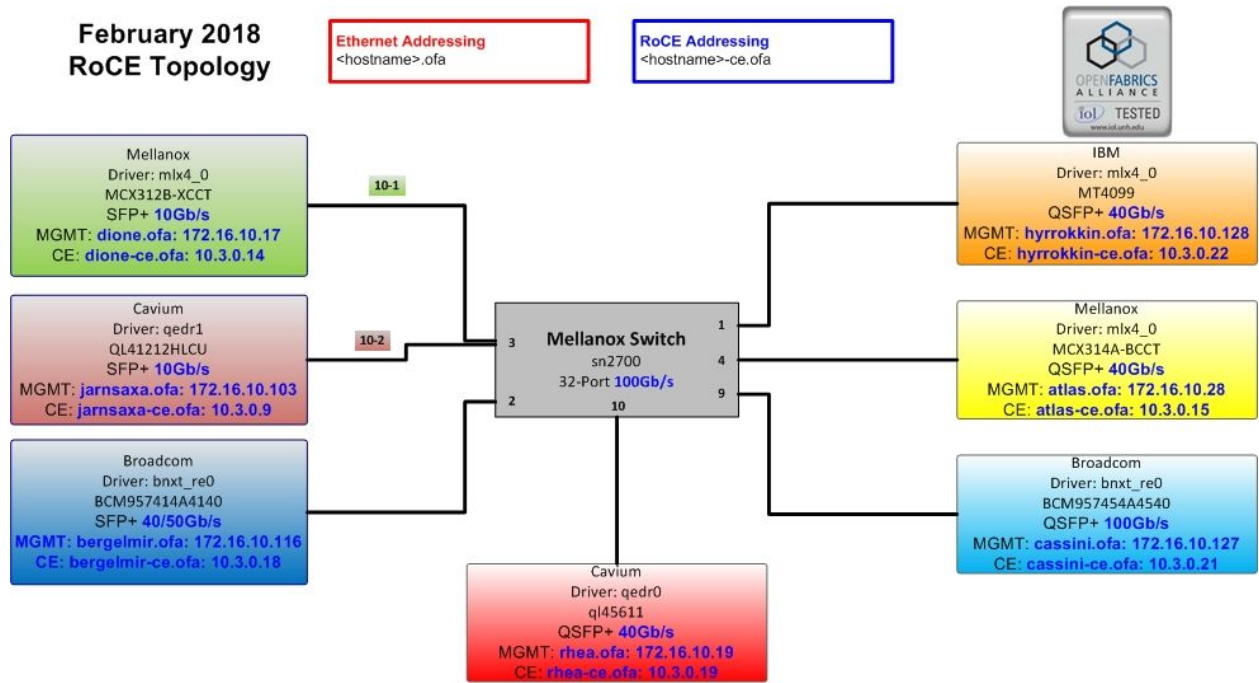 February 2018
RoCE Topology
Ethernet Addressing
<hostname>.ofa
RoCE Addressing
<hostname>-ce.ofa
OPENFABRICS
ALLIANCE
iol TESTED
www.iol.unh.edu
Mellanox
Driver: mlx4_0
MCX312B-XCCT
SFP+ 10Gb/s
MGMT: dione.ofa: 172.16.10.17
CE: dione-ce.ofa: 10.3.0.14
10-1
Cavium
Driver: qedr1
QL41212HLCU
SFP+ 10Gb/s
MGMT: jarnsaxa.ofa: 172.16.10.103
CE: jarnsaxa-ce.ofa: 10.3.0.9
10-2
Broadcom
Driver: bnxt_re0
BCM957414A4140
SFP+ 40/50Gb/s
MGMT: bergelmir.ofa: 172.16.10.116
CE: bergelmir-ce.ofa: 10.3.0.18
Mellanox Switch
sn2700
32-Port 100Gb/s
3
2
10
1
4
9
Cavium
Driver: qedr0
ql45611
QSFP+ 40Gb/s
MGMT: rhea.ofa: 172.16.10.19
CE: rhea-ce.ofa: 10.3.0.19
IBM
Driver: mlx4_0
MT4099
QSFP+ 40Gb/s
MGMT: hyrrokkin.ofa: 172.16.10.128
CE: hyrrokkin-ce.ofa: 10.3.0.22
Mellanox
Driver: mlx4_0
MCX314A-BCCT
QSFP+ 40Gb/s
MGMT: atlas.ofa: 172.16.10.28
CE: atlas-ce.ofa: 10.3.0.15
Broadcom
Driver: bnxt_re0
BCM957454A4540
QSFP+ 100Gb/s
MGMT: cassini.ofa: 172.16.10.127
CE: cassini-ce.ofa: 10.3.0.21